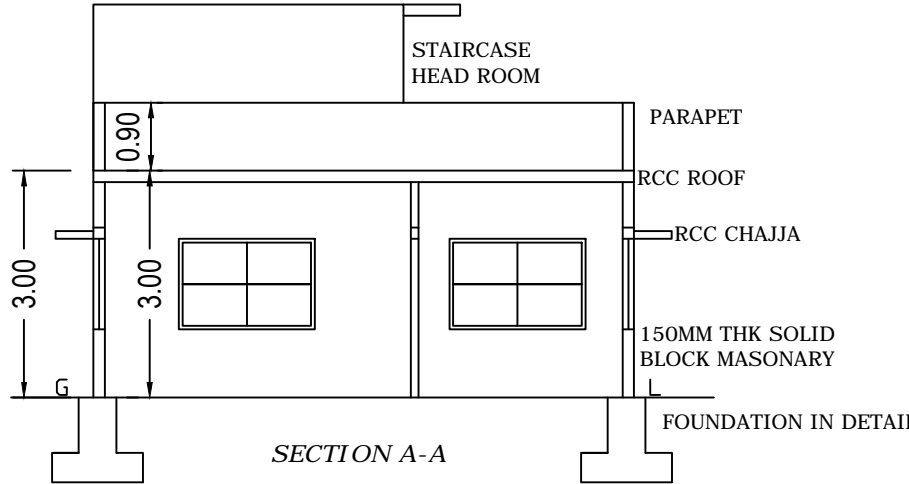 STAIRCASE
HEAD ROOM
PARAPET
0.90
RCC ROOF
RCC CHAJJA
3.00
3.00
150MM THK SOLID
BLOCK MASONARY
G
L
FOUNDATION IN DETAIL
SECTION A-A